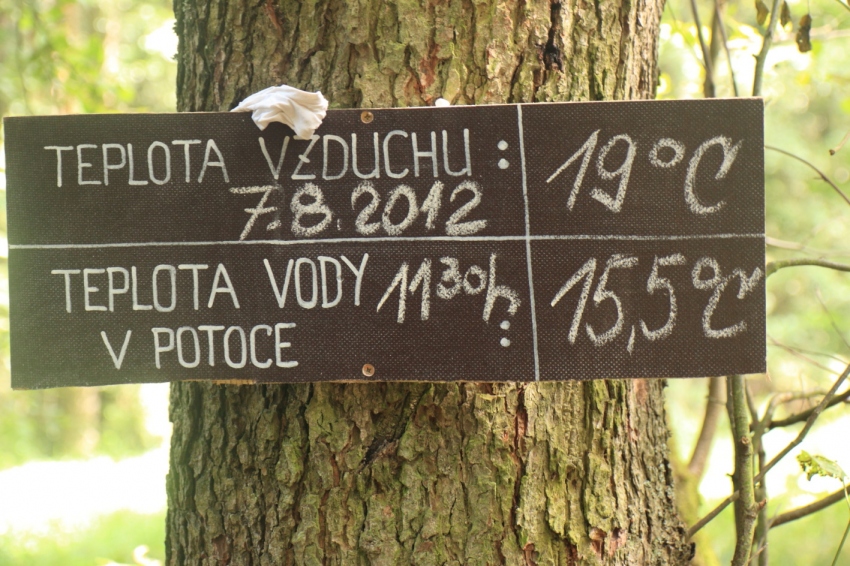 TEPLOTA VZDUCHU : 19°C
7.8.2012
TEPLOTA VODY 11³⁰h : 15,5°C
V POTOCE